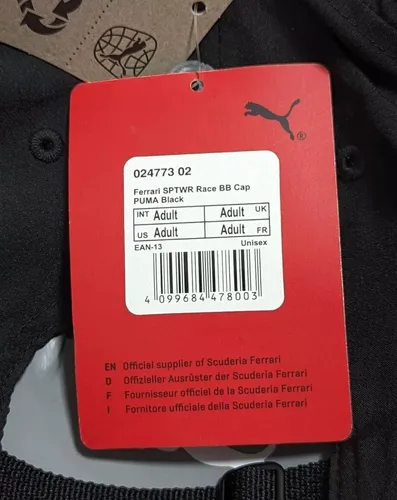 024773 02
Ferrari SPTWR Race BB Cap
PUMA Black
INT Adult Adult UK
US Adult Adult FR
EAN-13 Unisex
4 099684 478003
EN Official supplier of Scuderia Ferrari
D Offizieller Ausrüster der Scuderia Ferrari
F Fournisseur officiel de la Scuderia Ferrari
I Fornitore ufficiale della Scuderia Ferrari